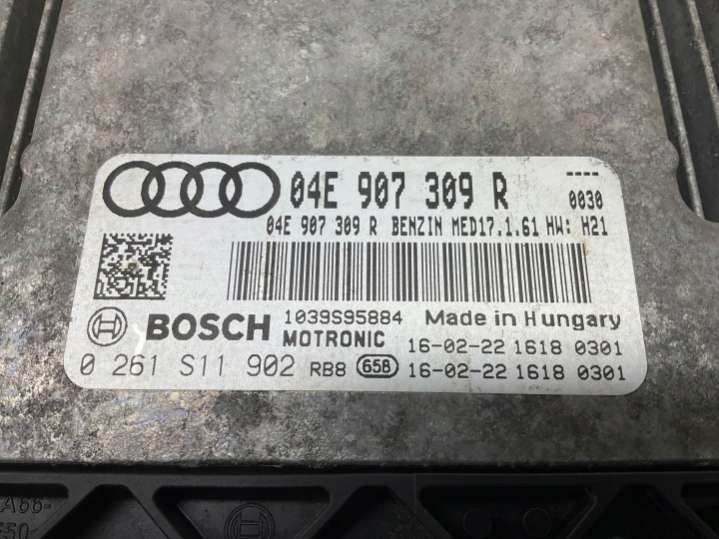 04E 907 309 R
----
0030
04E 907 309 R BENZIN MED17.1.61 HW: H21
BOSCH
1039S95884
MOTRONIC
Made in Hungary
16-02-22 1618 0301
0 261 S11 902 RB8 658
16-02-22 1618 0301
A66-